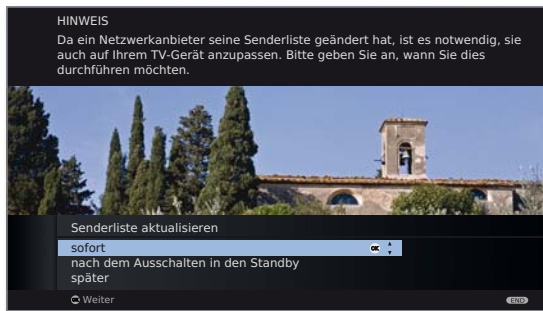 HINWEIS
Da ein Netzwerkanbieter seine Senderliste geändert hat, ist es notwendig, sie
auch auf Ihrem TV-Gerät anzupassen. Bitte geben Sie an, wann Sie dies
durchführen möchten.
Senderliste aktualisieren
sofort OK
nach dem Ausschalten in den Standby
später
OK Weiter END